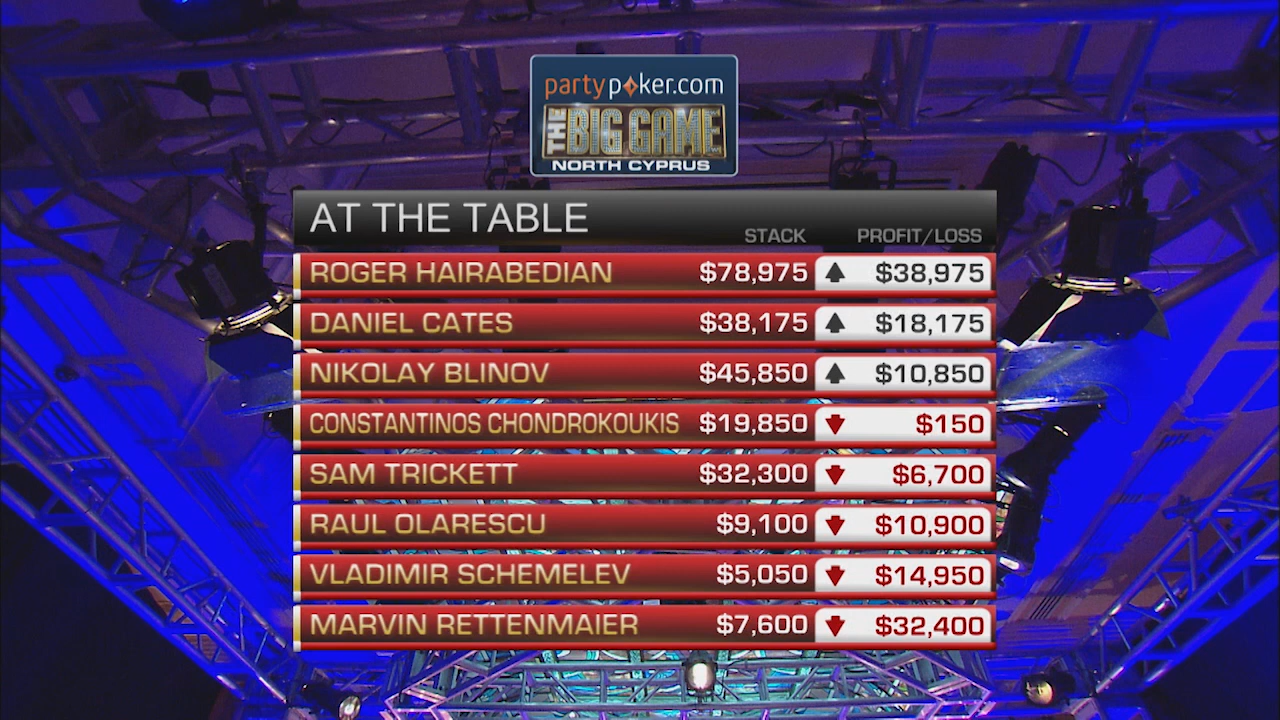 partypoker.com
THE BIG GAME
NORTH CYPRUS
AT THE TABLE STACK PROFIT/LOSS
ROGER HAIRABEDIAN $78,975 $38,975
DANIEL CATES $38,175 $18,175
NIKOLAY BLINOV $45,850 $10,850
CONSTANTINOS CHONDROKOUKIS $19,850 $150
SAM TRICKETT $32,300 $6,700
RAUL OLARESCU $9,100 $10,900
VLADIMIR SCHEMELEV $5,050 $14,950
MARVIN RETTENMAIER $7,600 $32,400